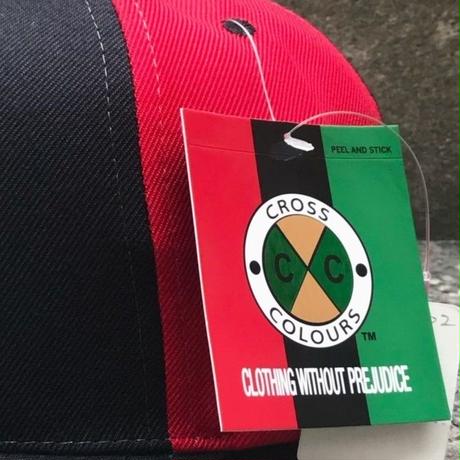 PEEL AND STICK
CROSS
C C
COLOURS
TM
CLOTHING WITHOUT PREJUDICE